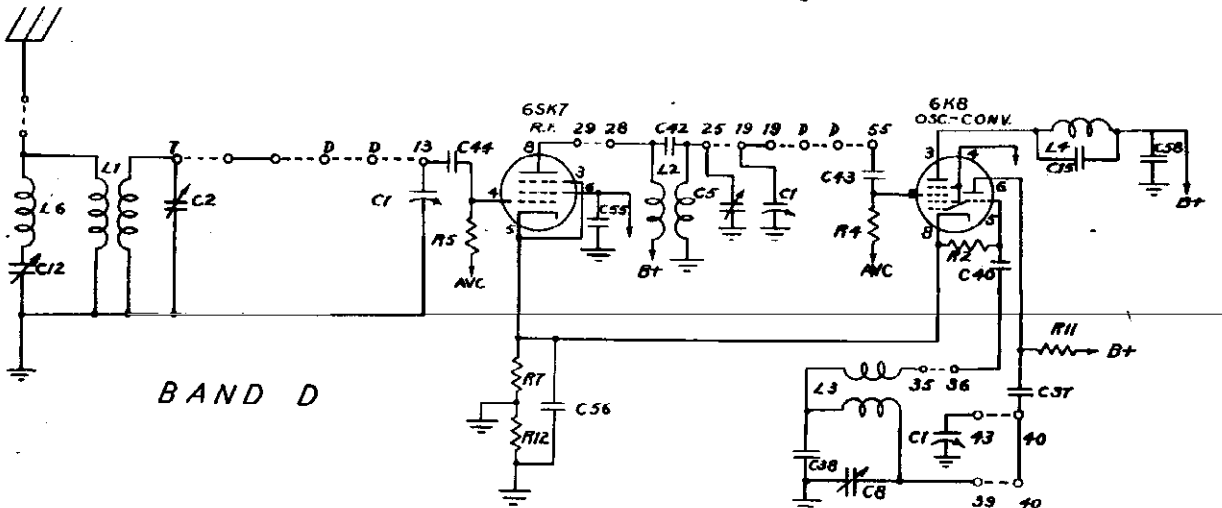 6SK7
R.F.
6K8
OSC.-CONV.
8 29 28 C42 25 19 19 D D 55
7 D D 13 C44
3 4 L4 C15 C58 B+
L1 C2 C1 4 3 6 L2 C5 C1 C43 6
L6 R5 5 C55 R4 8 5
C12 AVC B+ AVC R2 C40
R11 B+
BAND D
R7 C56 L3 35 36 C37
R12 C1 43 40
C38 C8 39 40